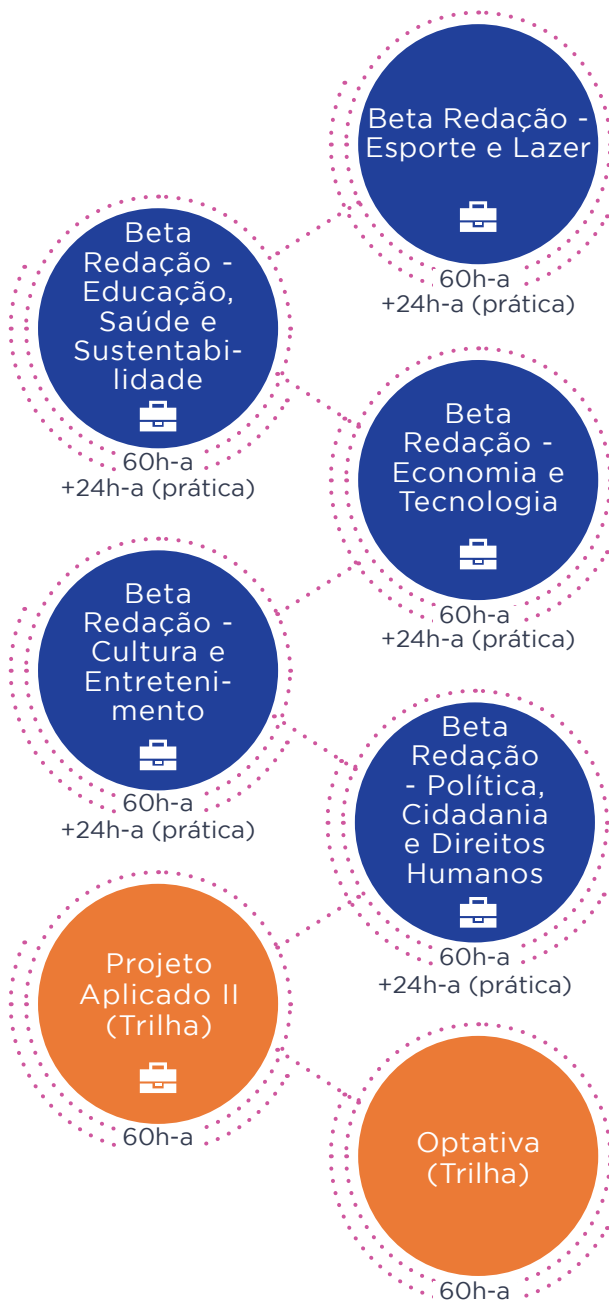 Beta Redação -
Esporte e Lazer
60h-a
+24h-a (prática)
Beta
Redação -
Educação,
Saúde e
Sustentabi-
lidade
60h-a
+24h-a (prática)
Beta
Redação -
Economia e
Tecnologia
60h-a
+24h-a (prática)
Beta
Redação -
Cultura e
Entreteni-
mento
60h-a
+24h-a (prática)
Beta
Redação
- Política,
Cidadania
e Direitos
Humanos
60h-a
+24h-a (prática)
Projeto
Aplicado II
(Trilha)
60h-a
Optativa
(Trilha)
60h-a